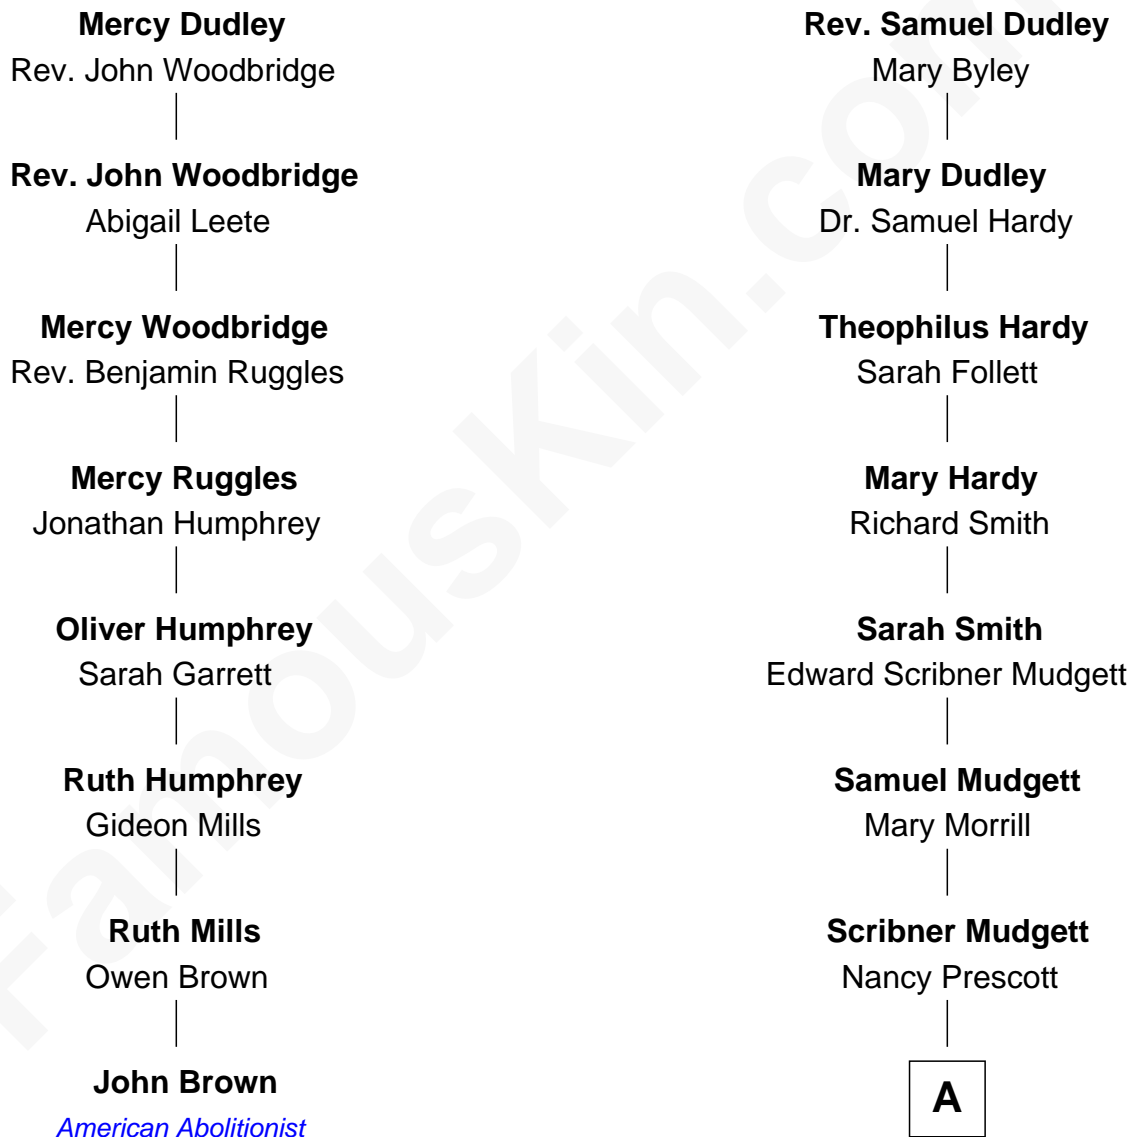 Mercy Dudley
Rev. John Woodbridge
Rev. John Woodbridge
Abigail Leete
Mercy Woodbridge
Rev. Benjamin Ruggles
Mercy Ruggles
Jonathan Humphrey
Oliver Humphrey
Sarah Garrett
Ruth Humphrey
Gideon Mills
Ruth Mills
Owen Brown
John Brown
American Abolitionist
Rev. Samuel Dudley
Mary Byley
Mary Dudley
Dr. Samuel Hardy
Theophilus Hardy
Sarah Follett
Mary Hardy
Richard Smith
Sarah Smith
Edward Scribner Mudgett
Samuel Mudgett
Mary Morrill
Scribner Mudgett
Nancy Prescott
A
FamousKin.com